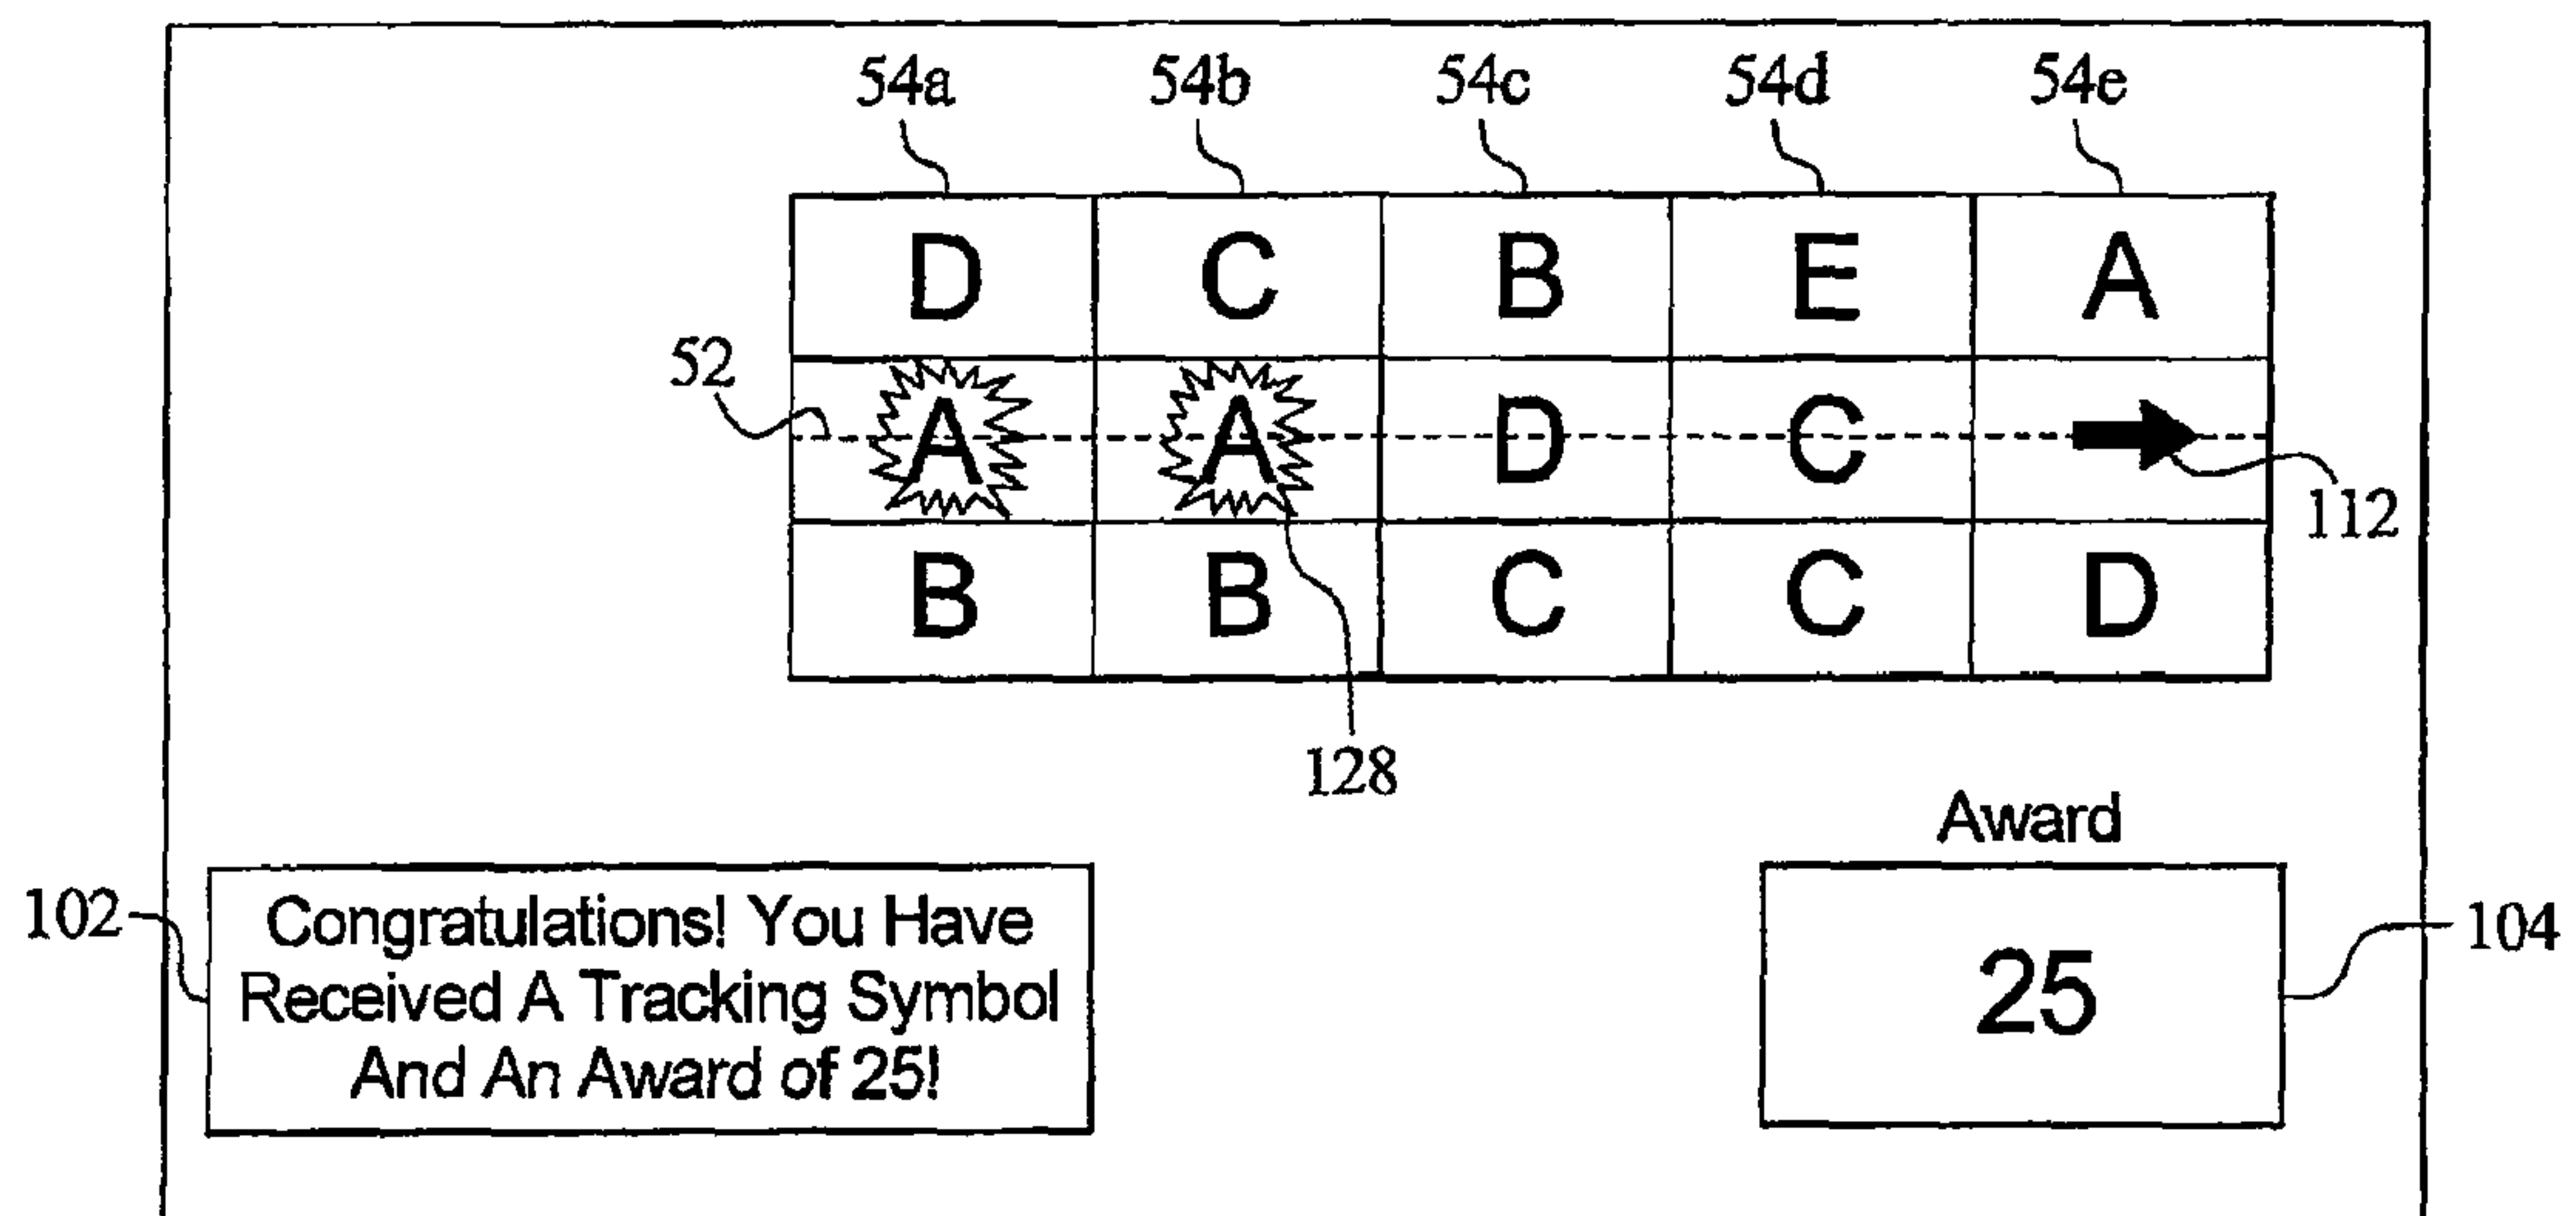 54a 54b 54c 54d 54e
D C B E A
52
A A D C
112
B B C C D
128
Award
102
Congratulations! You Have
Received A Tracking Symbol
And An Award of 25!
25
104